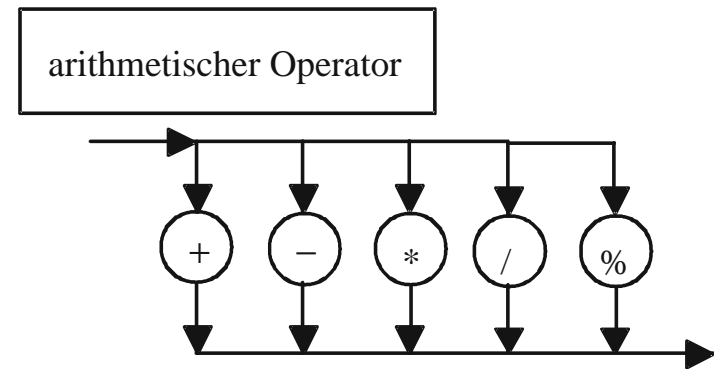 arithmetischer Operator
+ − * / %